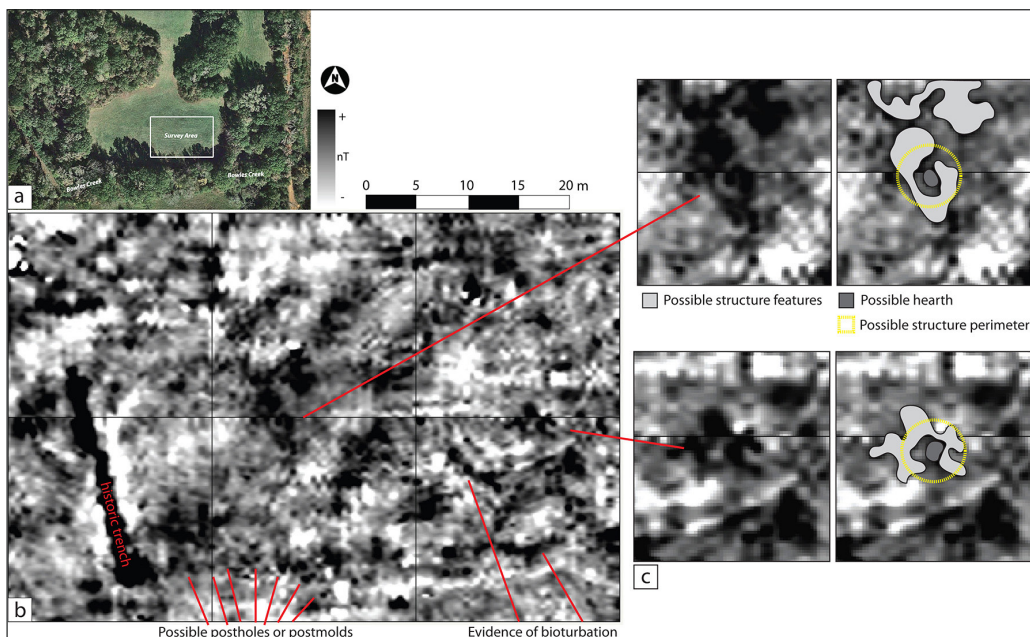 Survey Area
Bowles Creek
Bowles Creek
a
N
+
nT
-
0 5 10 15 20 m
historic trench
b
Possible postholes or postmolds
Evidence of bioturbation
Possible structure features
Possible hearth
Possible structure perimeter
c